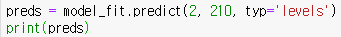 preds = model_fit.predict(2, 210, typ='levels')
print(preds)